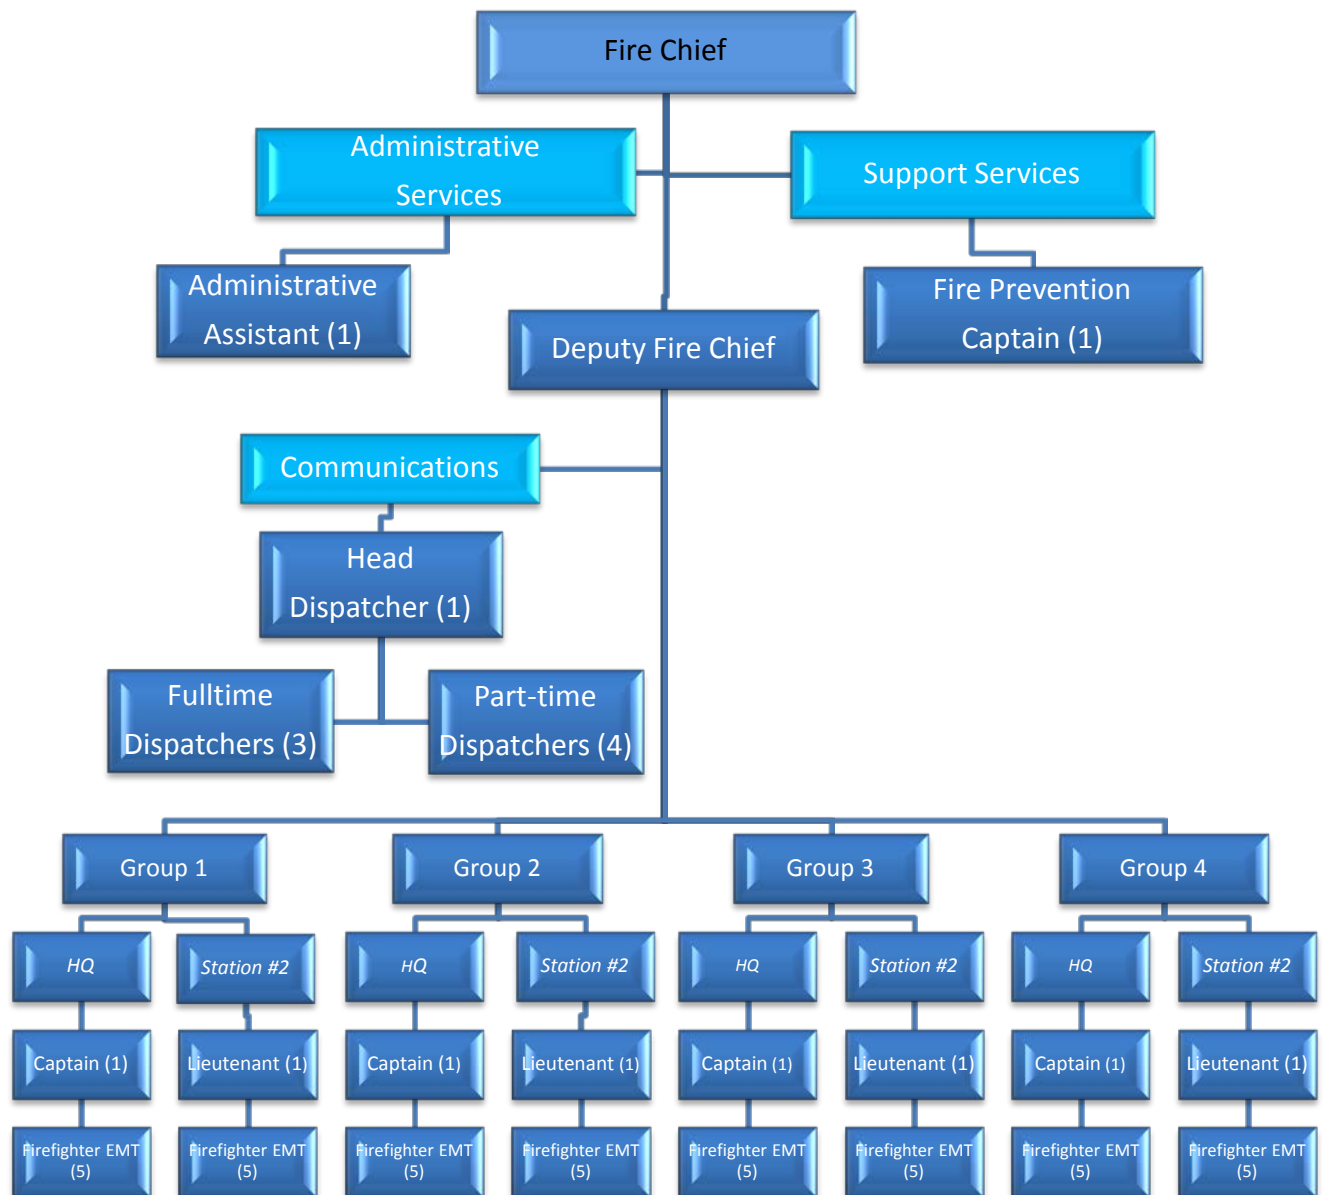 Fire Chief
Administrative
Services
Support Services
Administrative
Assistant (1)
Fire Prevention
Captain (1)
Deputy Fire Chief
Communications
Head
Dispatcher (1)
Fulltime
Dispatchers (3)
Part-time
Dispatchers (4)
Group 1
Group 2
Group 3
Group 4
HQ
Station #2
HQ
Station #2
HQ
Station #2
HQ
Station #2
Captain (1)
Lieutenant (1)
Captain (1)
Lieutenant (1)
Captain (1)
Lieutenant (1)
Captain (1)
Lieutenant (1)
Firefighter EMT
(5)
Firefighter EMT
(5)
Firefighter EMT
(5)
Firefighter EMT
(5)
Firefighter EMT
(5)
Firefighter EMT
(5)
Firefighter EMT
(5)
Firefighter EMT
(5)